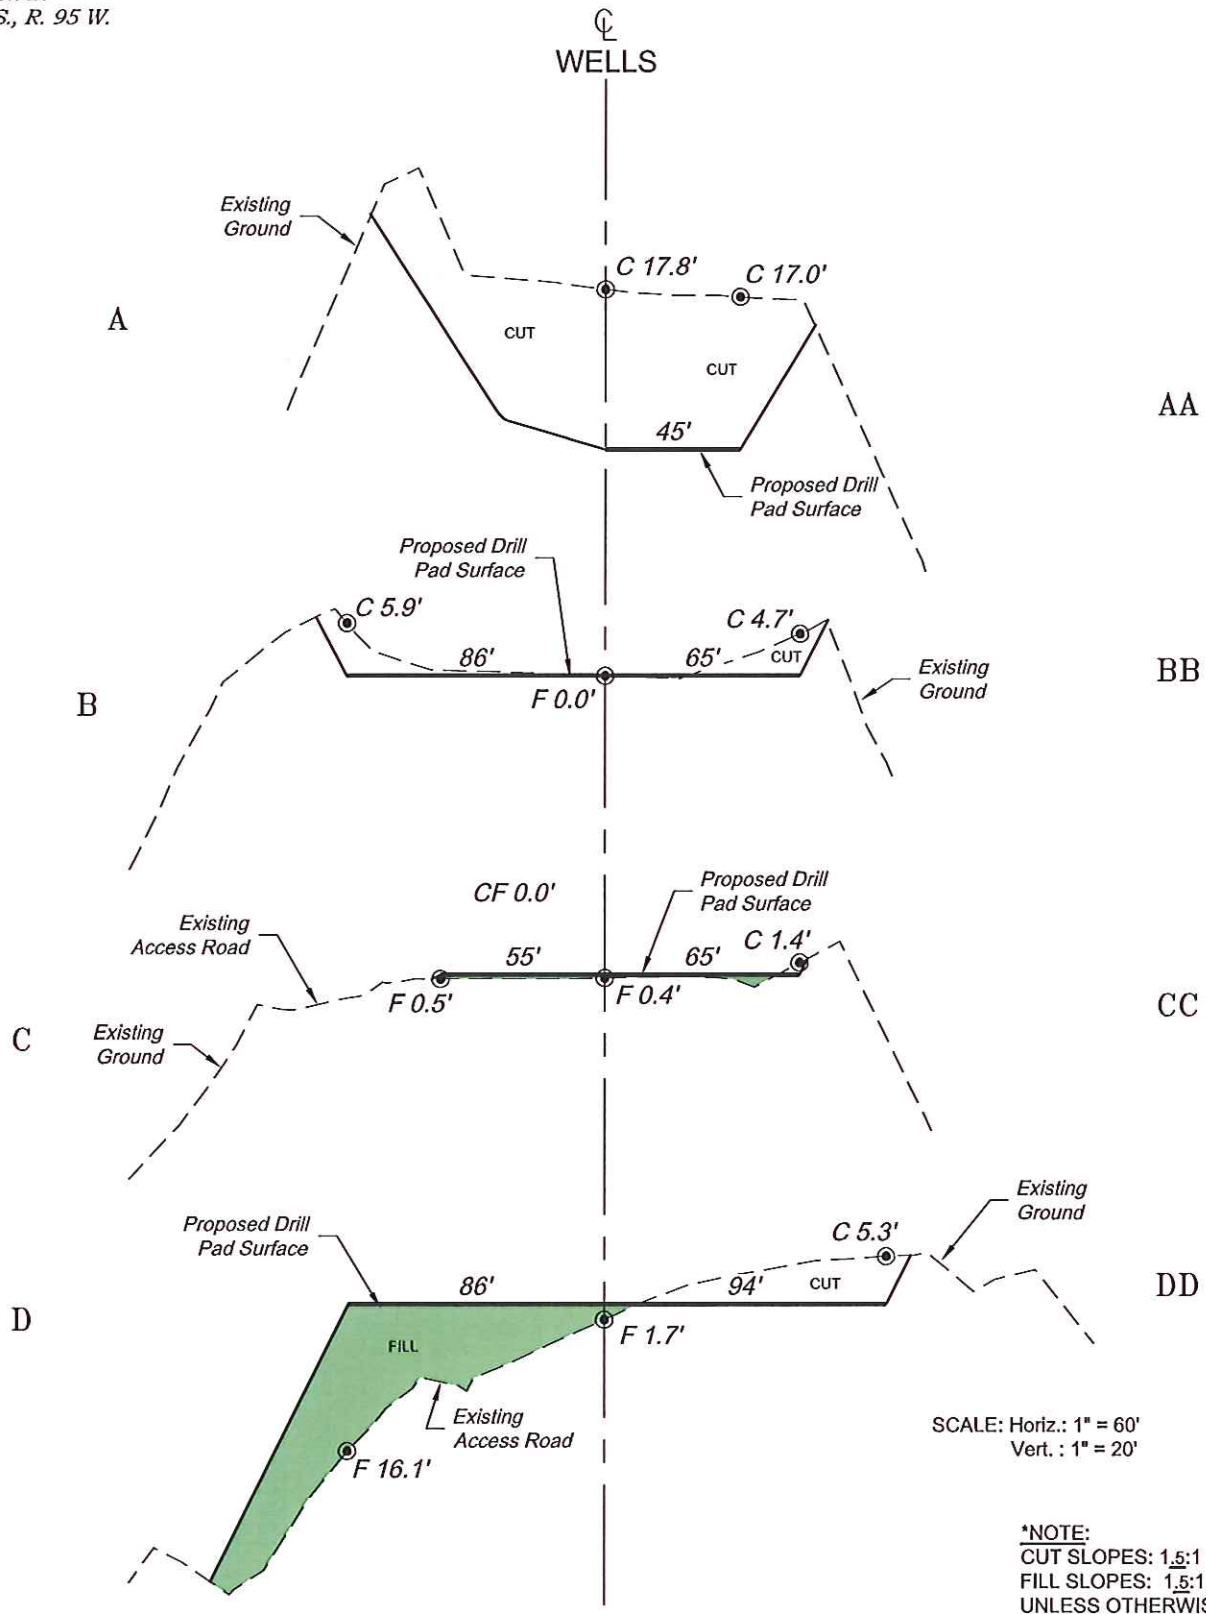 S., R. 95 W.
℄
WELLS
Existing
Ground
C 17.8'
C 17.0'
A
CUT
CUT
AA
45'
Proposed Drill
Pad Surface
Proposed Drill
Pad Surface
C 5.9'
C 4.7'
86'
65'
CUT
Existing
Ground
BB
B
F 0.0'
CF 0.0'
Proposed Drill
Pad Surface
Existing
Access Road
C 1.4'
55'
65'
F 0.5'
F 0.4'
CC
C
Existing
Ground
Existing
Ground
Proposed Drill
Pad Surface
C 5.3'
86'
94'
CUT
DD
D
F 1.7'
FILL
Existing
Access Road
F 16.1'
SCALE: Horiz.: 1" = 60'
Vert. : 1" = 20'
*NOTE:
CUT SLOPES: 1.5:1
FILL SLOPES: 1.5:1
UNLESS OTHERWIS